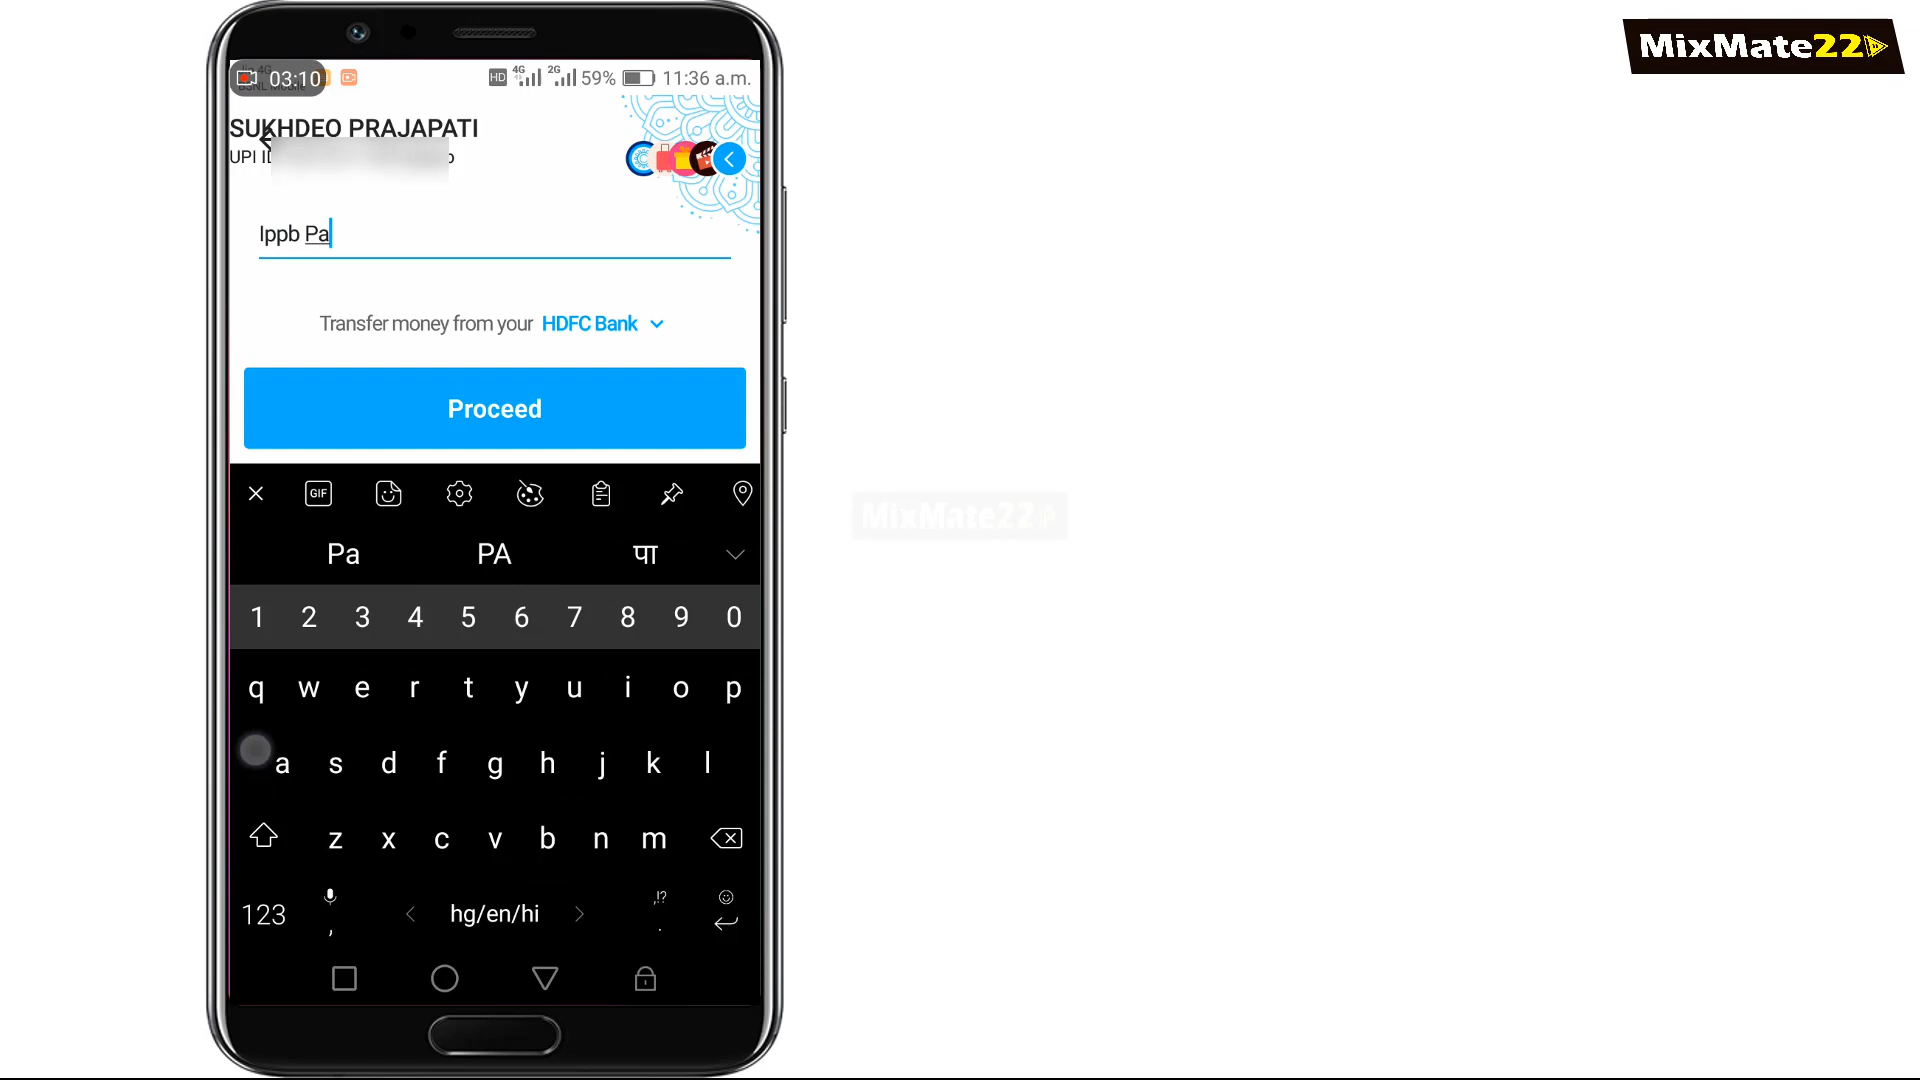 MixMate22
03:10
HD 4G 2G 59% 11:36 a.m.
SUKHDEO PRAJAPATI
UPI ID
Ippb Pa
Transfer money from your HDFC Bank
Proceed
GIF
Pa PA पा
1 2 3 4 5 6 7 8 9 0
q w e r t y u i o p
a s d f g h j k l
z x c v b n m
123 , hg/en/hi ,!? .
MixMate22